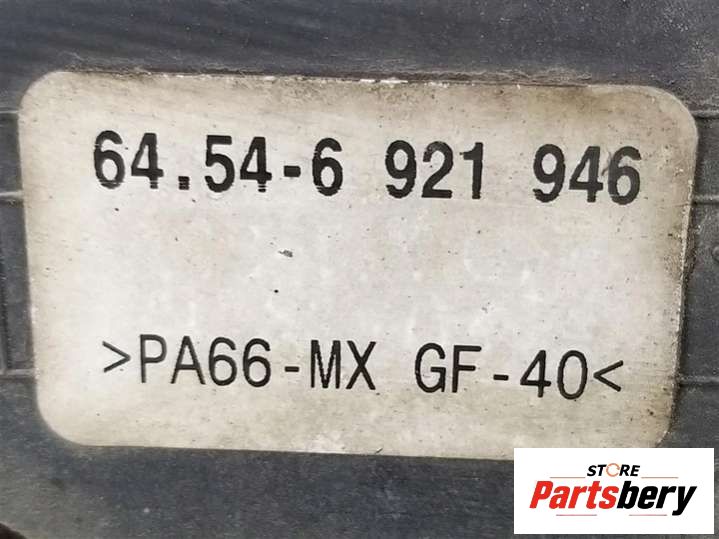 64.54-6 921 946
>PA66-MX GF-40<
STORE
Partsbery